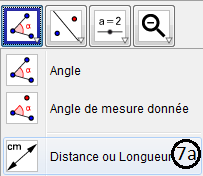 α a = 2
α Angle
α Angle de mesure donnée
cm Distance ou Longueur 7a